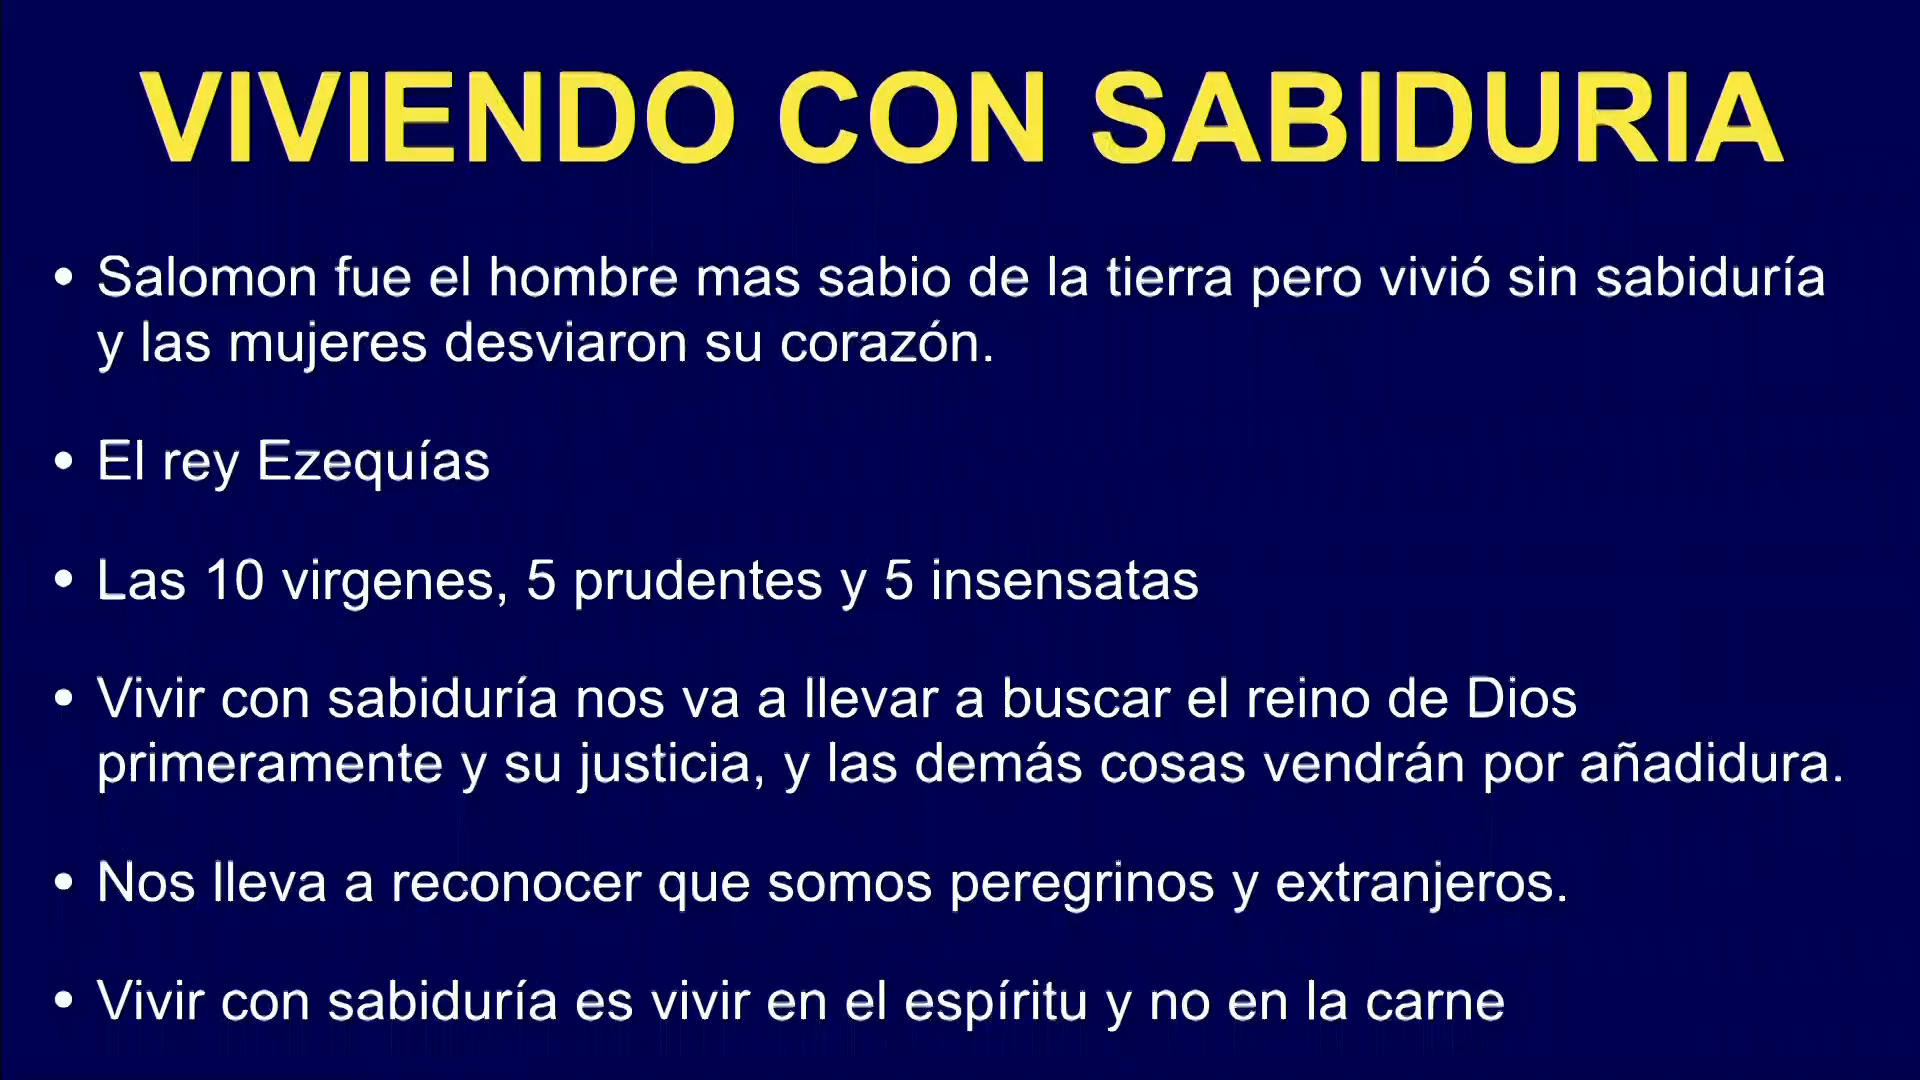 VIVIENDO CON SABIDURIA
• Salomon fue el hombre mas sabio de la tierra pero vivió sin sabiduría
y las mujeres desviaron su corazón.
• El rey Ezequías
• Las 10 virgenes, 5 prudentes y 5 insensatas
• Vivir con sabiduría nos va a llevar a buscar el reino de Dios
primeramente y su justicia, y las demás cosas vendrán por añadidura.
• Nos lleva a reconocer que somos peregrinos y extranjeros.
• Vivir con sabiduría es vivir en el espíritu y no en la carne